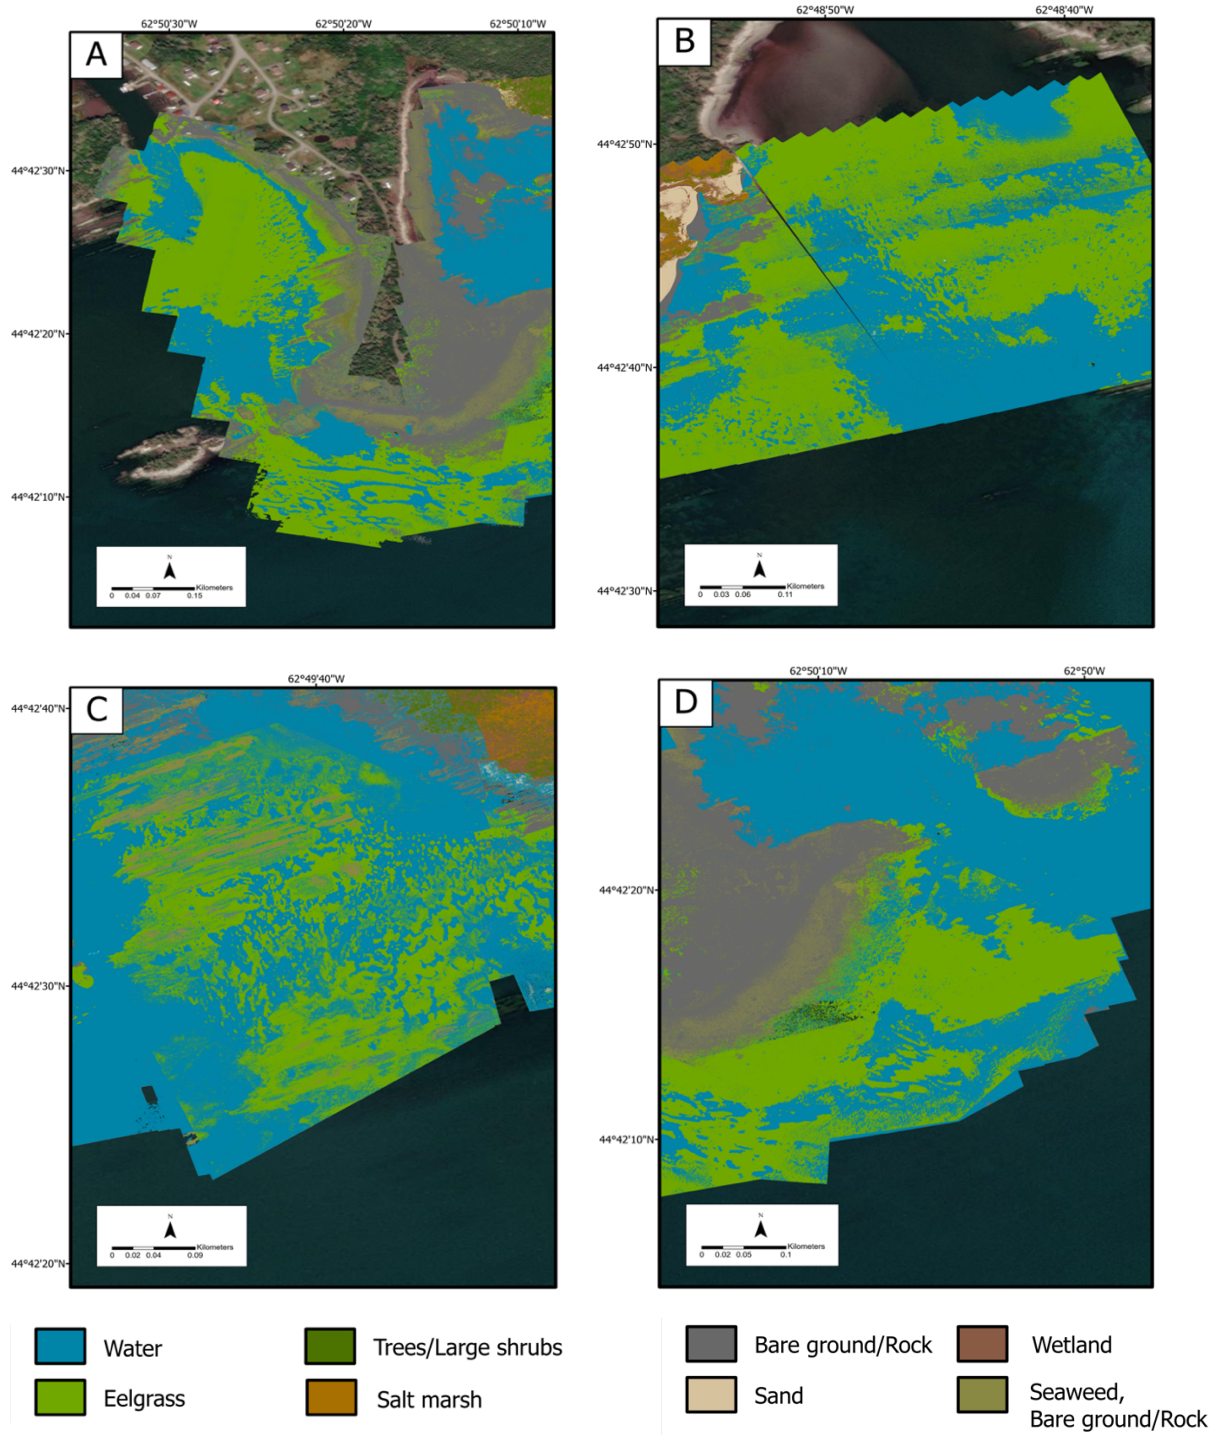 62°50'30"W 62°50'20"W 62°50'10"W
A
44°42'30"N
44°42'20"N
44°42'10"N
N
Kilometers
0 0.04 0.07 0.15
62°48'50"W 62°48'40"W
B
44°42'50"N
44°42'40"N
44°42'30"N
N
Kilometers
0 0.03 0.06 0.11
62°49'40"W
C
44°42'40"N
44°42'30"N
44°42'20"N
N
Kilometers
0 0.02 0.04 0.09
62°50'10"W 62°50'W
D
44°42'20"N
44°42'10"N
N
Kilometers
0 0.02 0.05 0.1
Water
Eelgrass
Trees/Large shrubs
Salt marsh
Bare ground/Rock
Sand
Wetland
Seaweed,
Bare ground/Rock